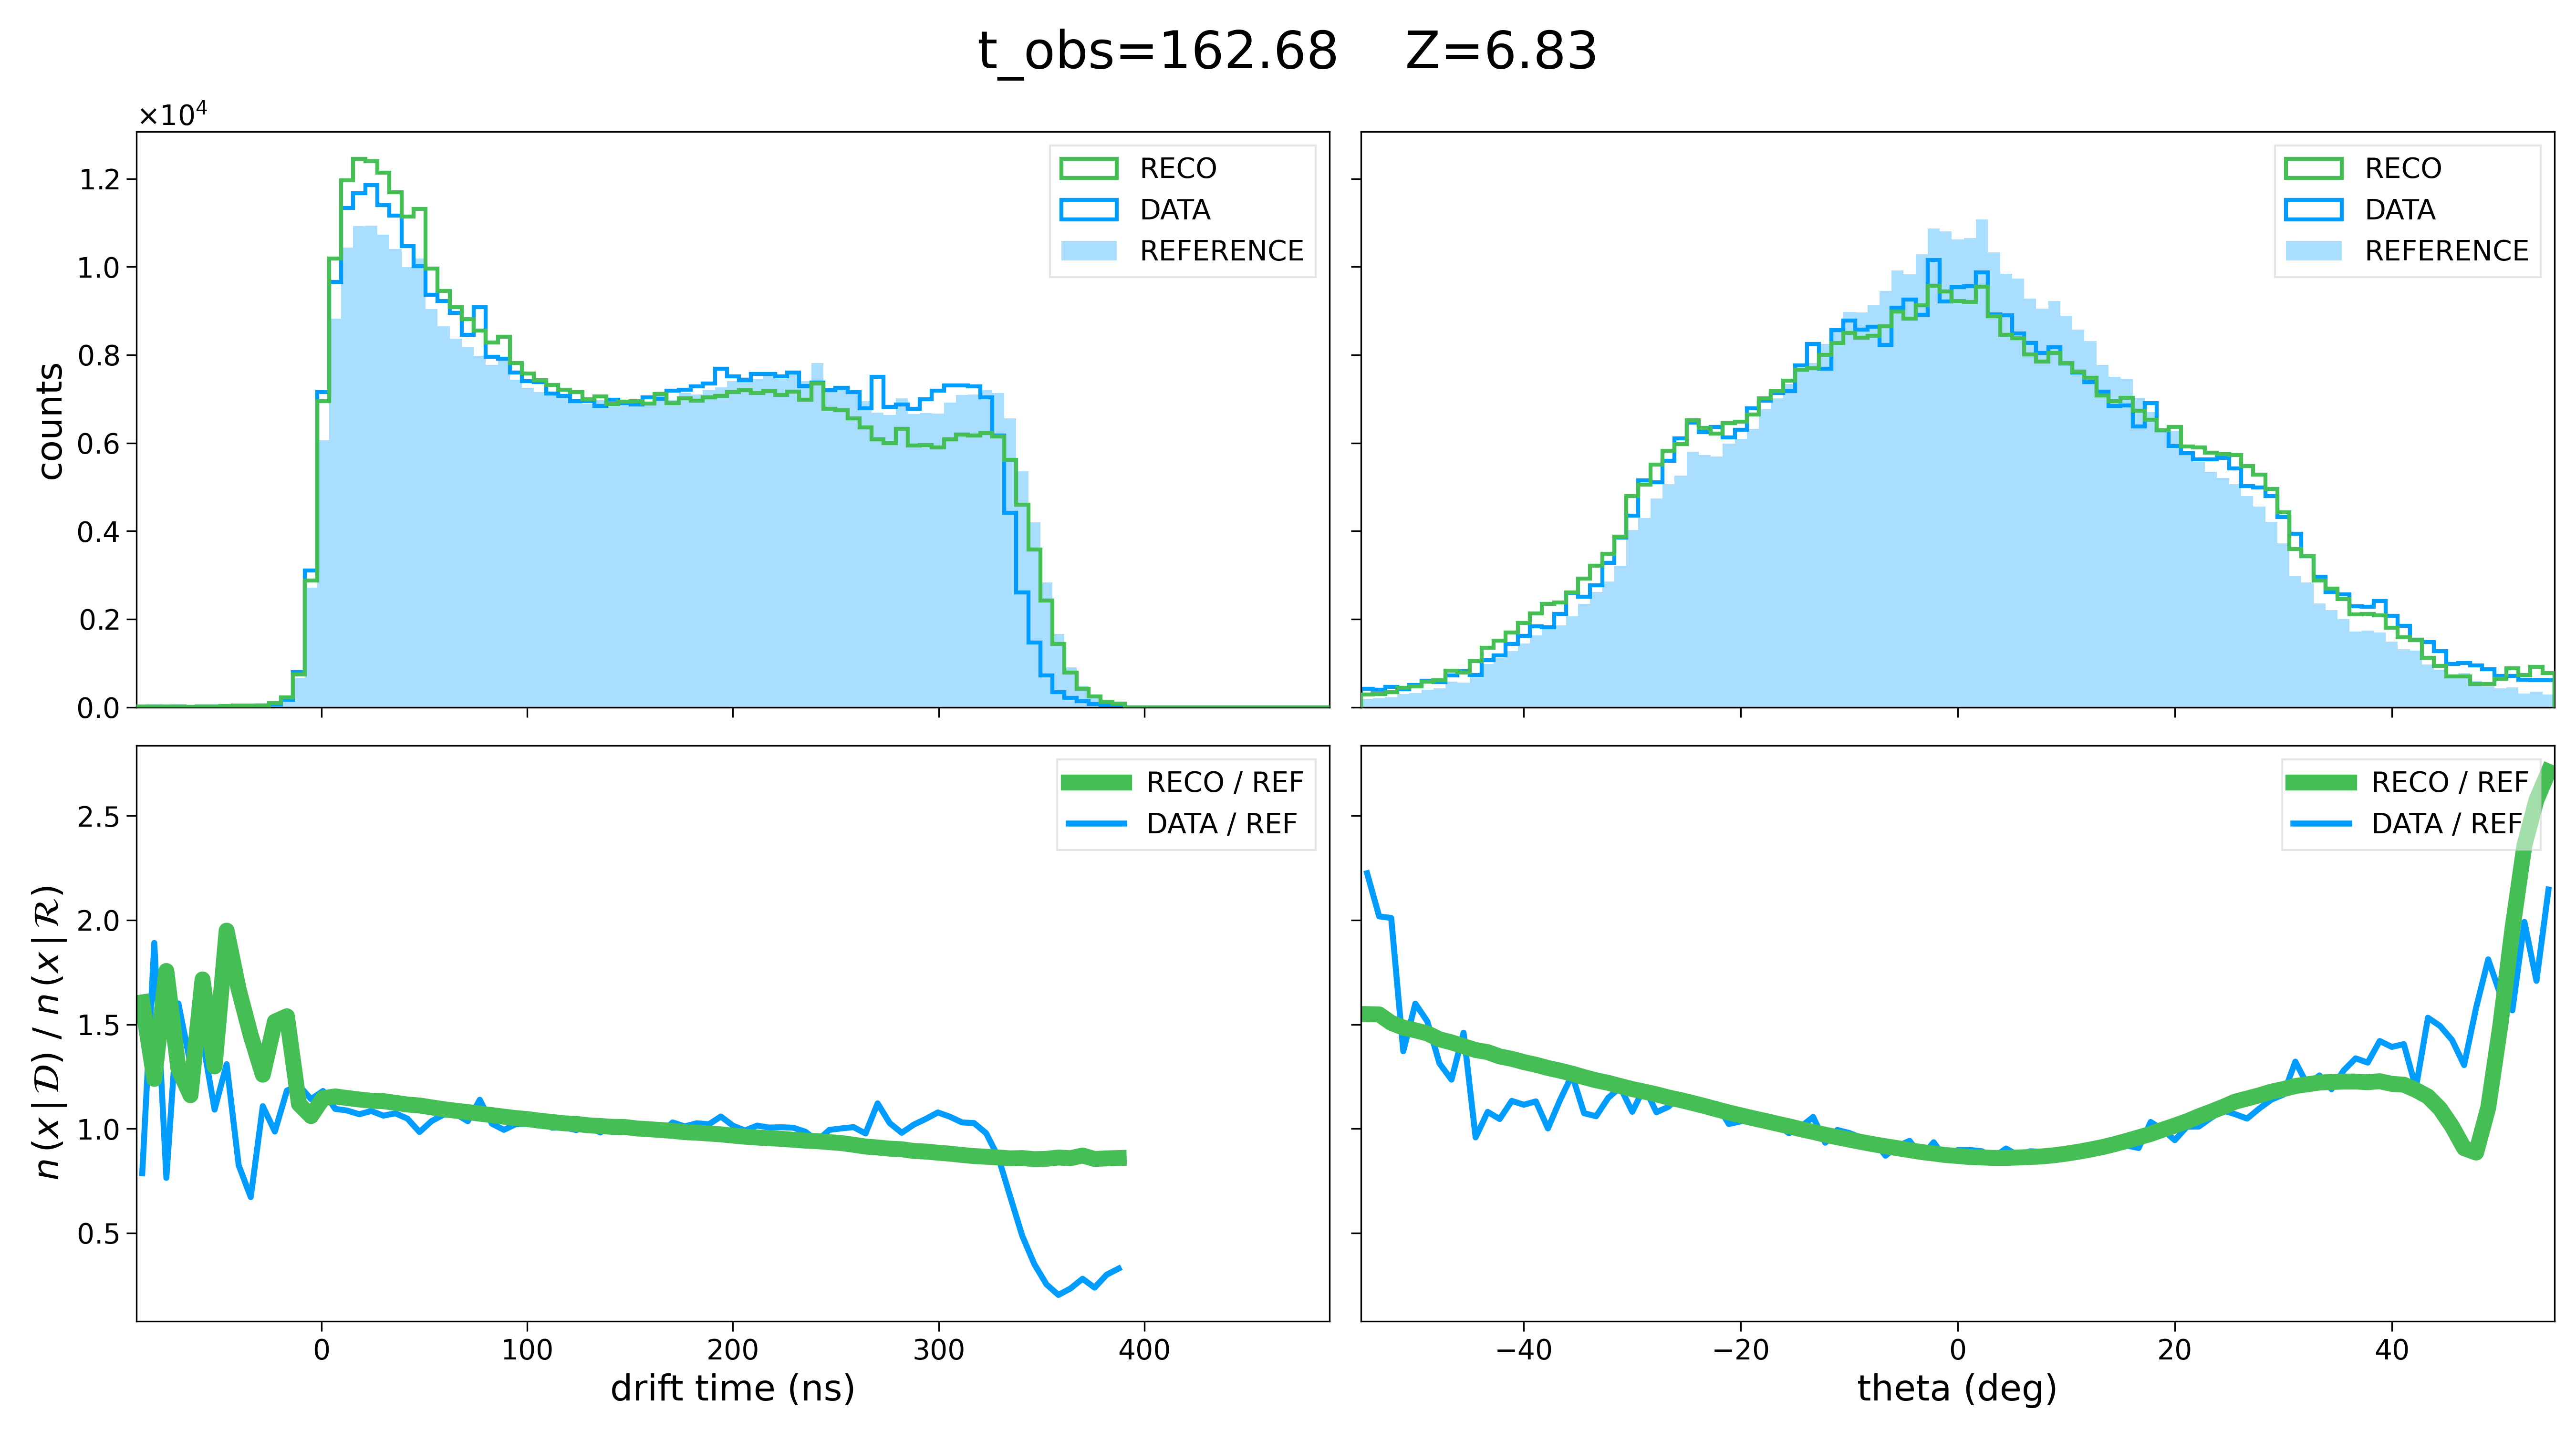 t_obs=162.68 Z=6.83
×10⁴
1.2
1.0
0.8
0.6
0.4
0.2
0.0
counts
RECO
DATA
REFERENCE
RECO
DATA
REFERENCE
2.5
2.0
1.5
1.0
0.5
n (x | 𝒟) / n (x | ℛ)
RECO / REF
DATA / REF
0
100
200
300
400
drift time (ns)
RECO / REF
DATA / REF
−40
−20
0
20
40
theta (deg)